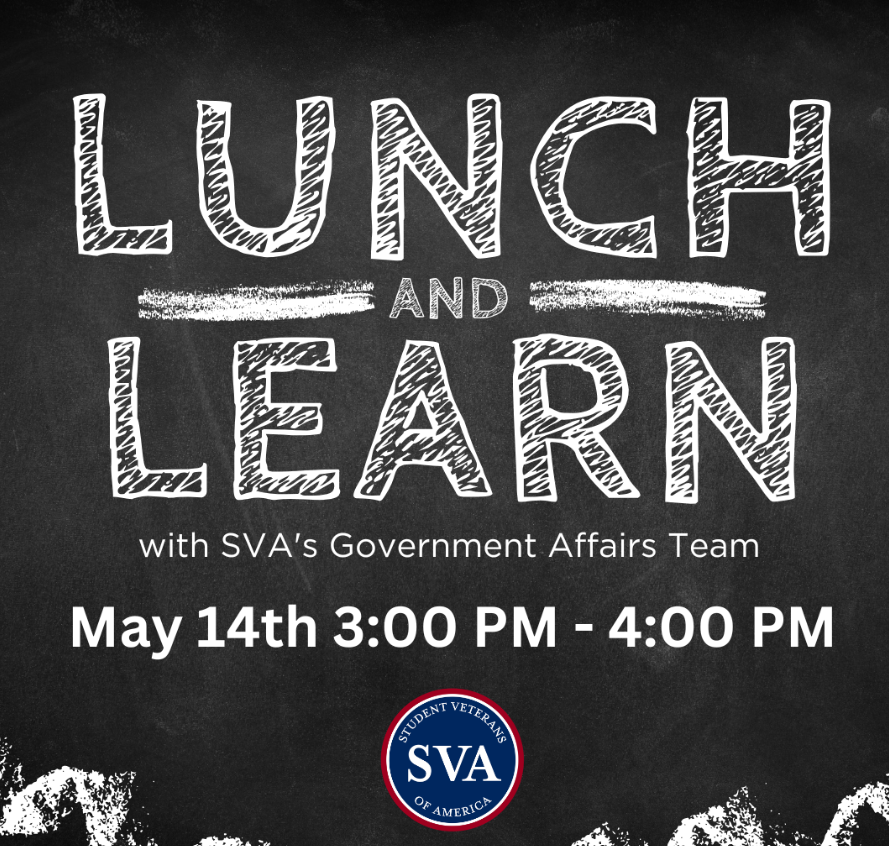 LUNCH
AND
LEARN
with SVA's Government Affairs Team
May 14th 3:00 PM - 4:00 PM
STUDENT VETERANS
SVA
OF AMERICA